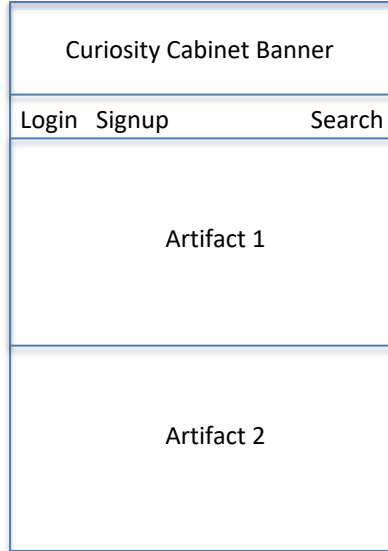 Curiosity Cabinet Banner
Login Signup Search
Artifact 1
Artifact 2